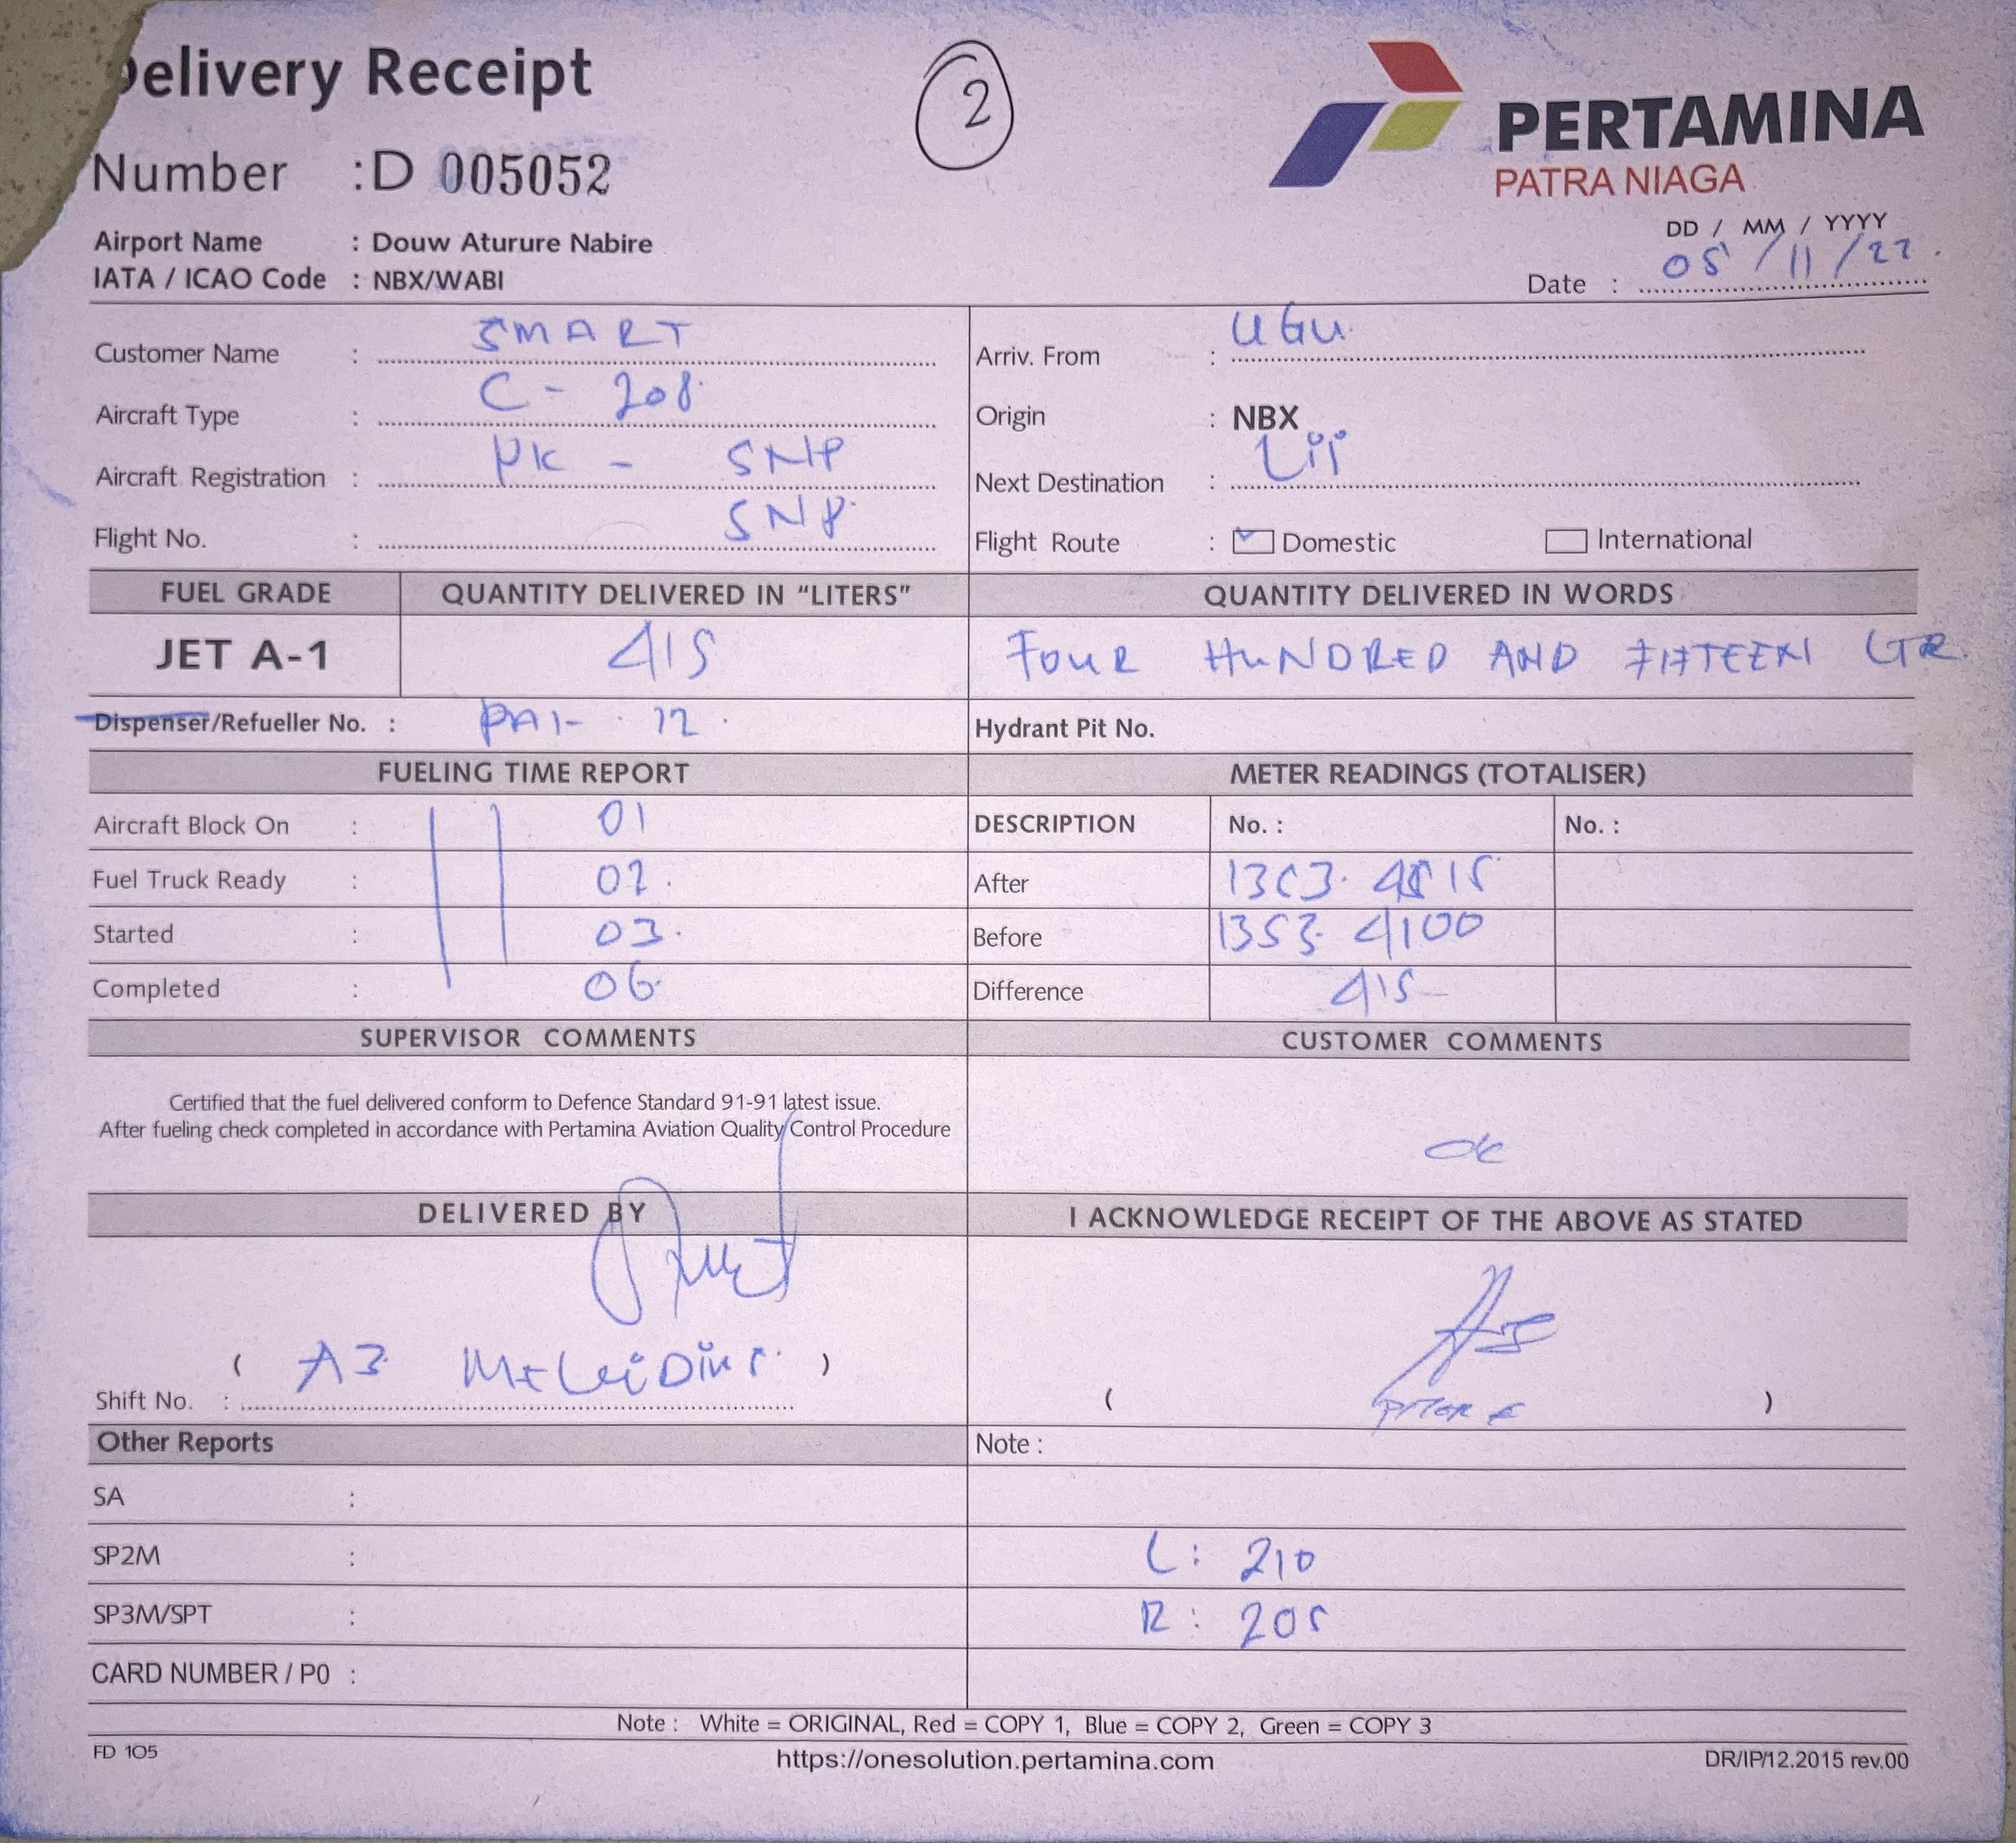 Delivery Receipt
2
PERTAMINA
PATRA NIAGA
Number : D 005052
Airport Name : Douw Aturure Nabire
IATA / ICAO Code : NBX/WABI
DD / MM / YYYY
Date : 05/11/22
Customer Name : SMART
Aircraft Type : C - 208
Aircraft Registration : PK - SNP
Flight No. : SNP
Arriv. From : UGU
Origin : NBX
Next Destination :
Flight Route : Domestic International
FUEL GRADE QUANTITY DELIVERED IN "LITERS" QUANTITY DELIVERED IN WORDS
JET A-1 415 FOUR HUNDRED AND FIFTEEN LTR
Dispenser/Refueller No. : 12 Hydrant Pit No.
FUELING TIME REPORT
Aircraft Block On : 01
Fuel Truck Ready : 02
Started : 03
Completed : 06
METER READINGS (TOTALISER)
DESCRIPTION No. : No. :
After
Before 1353 4100
Difference 415
SUPERVISOR COMMENTS
Certified that the fuel delivered conform to Defence Standard 91-91 latest issue.
After fueling check completed in accordance with Pertamina Aviation Quality Control Procedure
CUSTOMER COMMENTS
ok
DELIVERED BY
( A3 )
Shift No. :
I ACKNOWLEDGE RECEIPT OF THE ABOVE AS STATED
( )
Other Reports
SA :
SP2M :
SP3M/SPT :
CARD NUMBER / P0 :
Note :
L : 210
R : 205
Note : White = ORIGINAL, Red = COPY 1, Blue = COPY 2, Green = COPY 3
FD 105
https://onesolution.pertamina.com
DR/IP/12.2015 rev.00